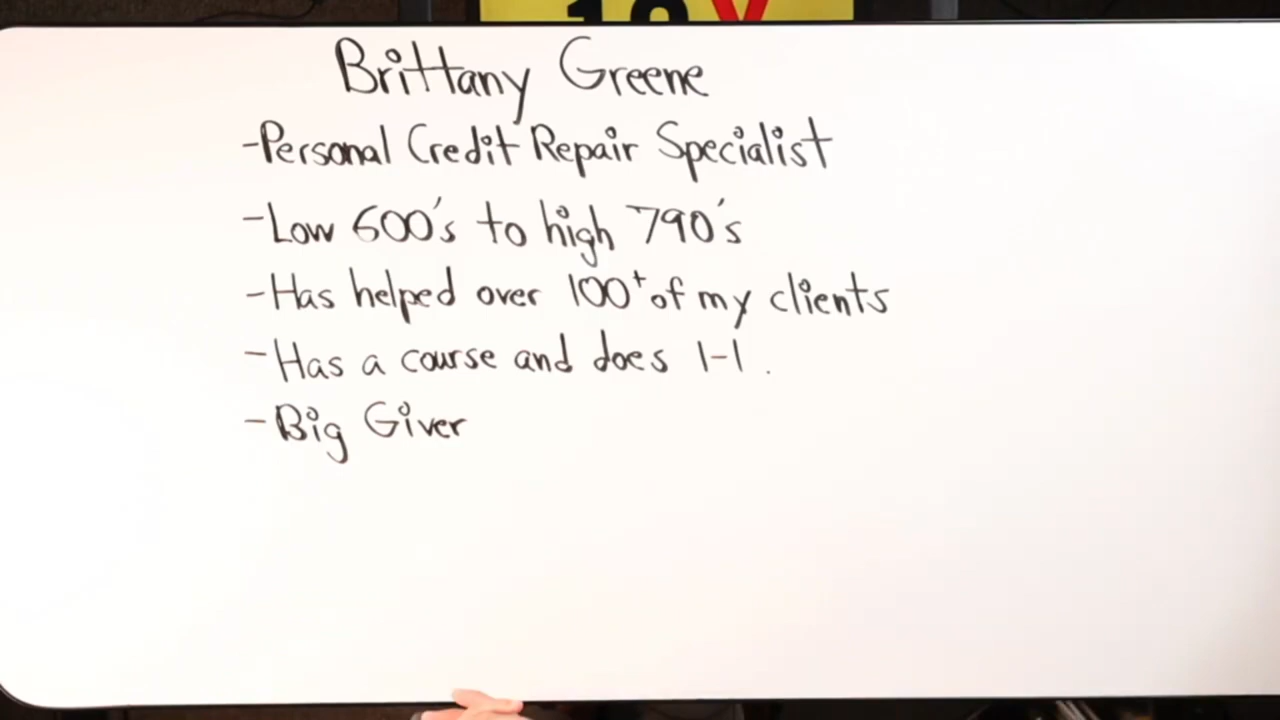 Brittany Greene
-Personal Credit Repair Specialist
-Low 600's to high 790's
-Has helped over 100+ of my clients
-Has a course and does 1-1.
-Big Giver